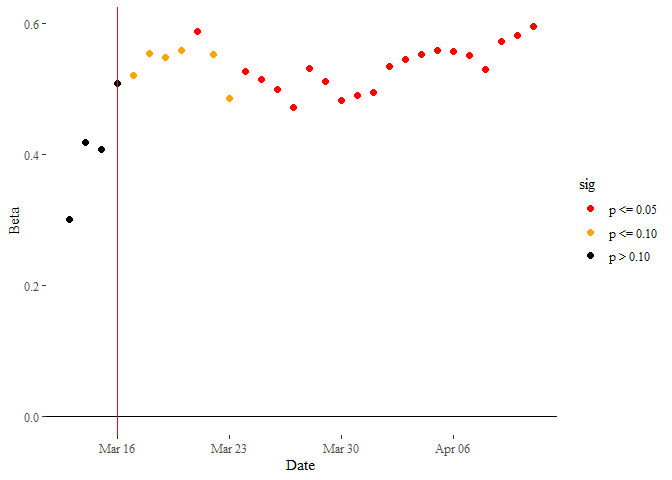 0.6
0.4
0.2
0.0
Beta
Mar 16
Mar 23
Mar 30
Apr 06
Date
sig
p <= 0.05
p <= 0.10
p > 0.10